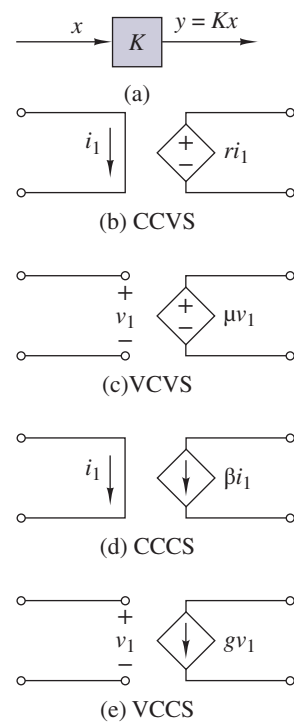 x K y = Kx
(a)
i₁ + − ri₁
(b) CCVS
+ v₁ − + − μv₁
(c)VCVS
i₁ βi₁
(d) CCCS
+ v₁ − gv₁
(e) VCCS